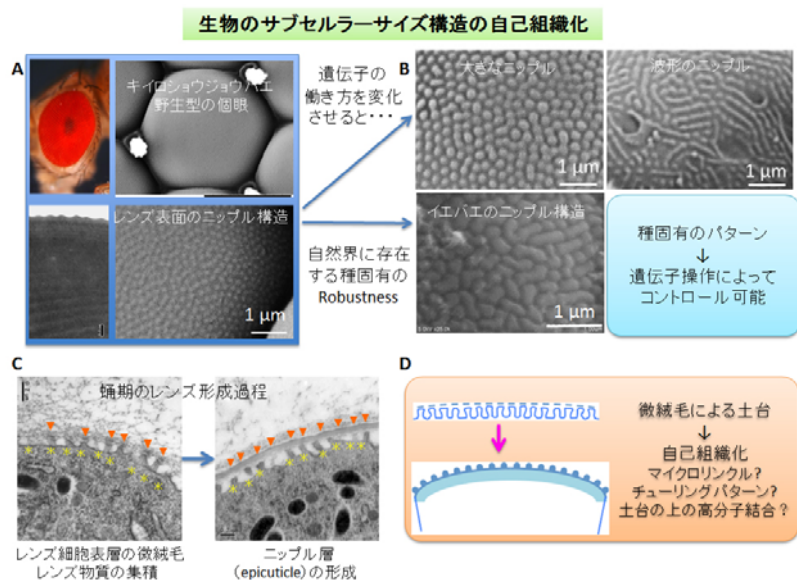 生物のサブセルラーサイズ構造の自己組織化
A
キイロショウジョウバエ
野生型の個眼
レンズ表面のニップル構造
1 μm
遺伝子の
働き方を変化
させると・・・
自然界に存在
する種固有の
Robustness
B
大きなニップル
1 μm
波形のニップル
1 μm
イエバエのニップル構造
1 μm
種固有のパターン
↓
遺伝子操作によって
コントロール可能
C
蛹期のレンズ形成過程
レンズ細胞表層の微絨毛
レンズ物質の集積
ニップル層
(epicuticle)の形成
D
微絨毛による土台
↓
自己組織化
マイクロリンクル?
チューリングパターン?
土台の上の高分子結合?